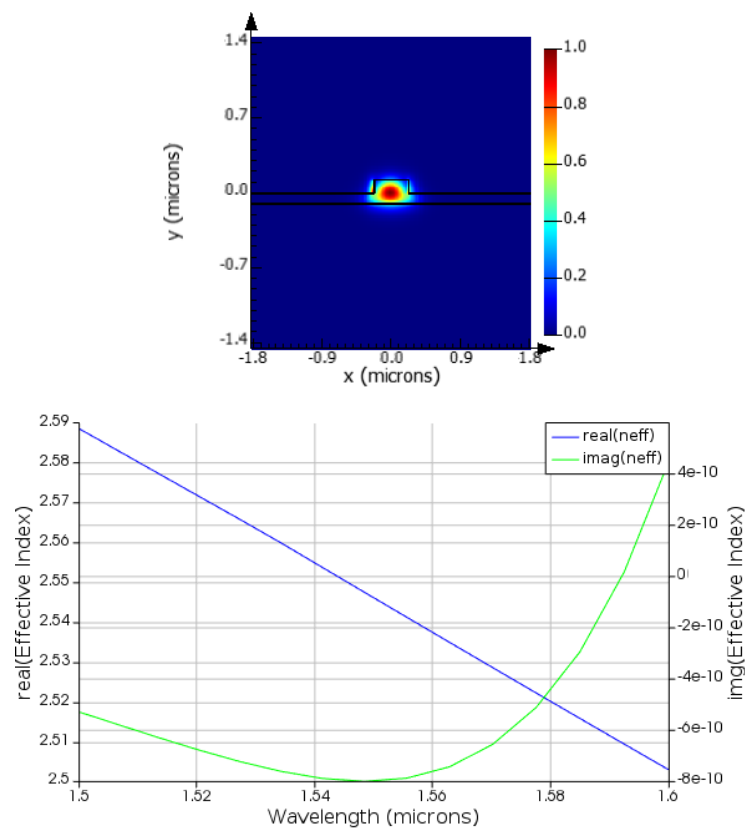 1.4
0.7
0.0
-0.7
-1.4
y (microns)
-1.8 -0.9 0.0 0.9 1.8
x (microns)
1.0
0.8
0.6
0.4
0.2
0.0
2.59
2.58
2.57
2.56
2.55
2.54
2.53
2.52
2.51
2.5
real(Effective Index)
real(neff)
imag(neff)
4e-10
2e-10
0
-2e-10
-4e-10
-6e-10
-8e-10
img(Effective Index)
1.5 1.52 1.54 1.56 1.58 1.6
Wavelength (microns)